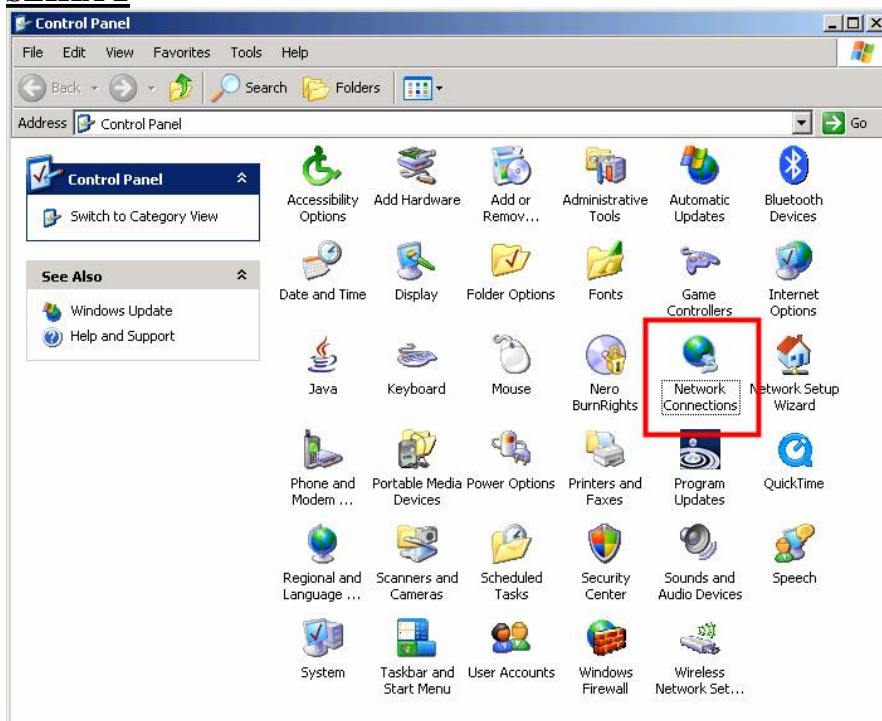 Control Panel
File Edit View Favorites Tools Help
Back Search Folders
Address Control Panel Go
Control Panel
Switch to Category View
See Also
Windows Update
Help and Support
Accessibility Options
Add Hardware
Add or Remov...
Administrative Tools
Automatic Updates
Bluetooth Devices
Date and Time
Display
Folder Options
Fonts
Game Controllers
Internet Options
Java
Keyboard
Mouse
Nero BurnRights
Network Connections
Network Setup Wizard
Phone and Modem ...
Portable Media Devices
Power Options
Printers and Faxes
Program Updates
QuickTime
Regional and Language ...
Scanners and Cameras
Scheduled Tasks
Security Center
Sounds and Audio Devices
Speech
System
Taskbar and Start Menu
User Accounts
Windows Firewall
Wireless Network Set...